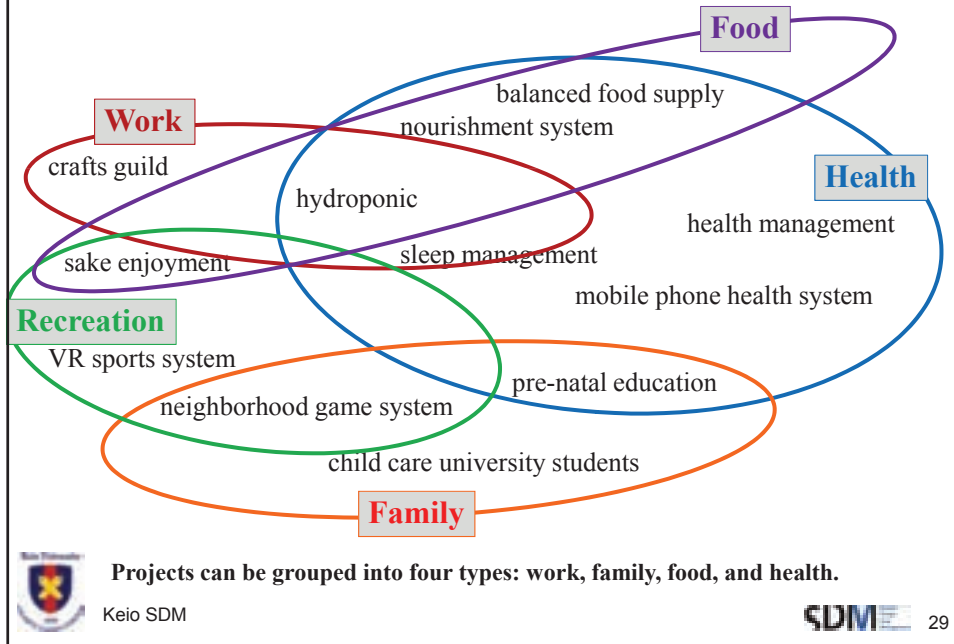 Food
balanced food supply
Work
nourishment system
crafts guild
Health
hydroponic
health management
sleep management
sake enjoyment
mobile phone health system
Recreation
VR sports system
pre-natal education
neighborhood game system
child care university students
Family
Projects can be grouped into four types: work, family, food, and health.
Keio SDM
SDM
29